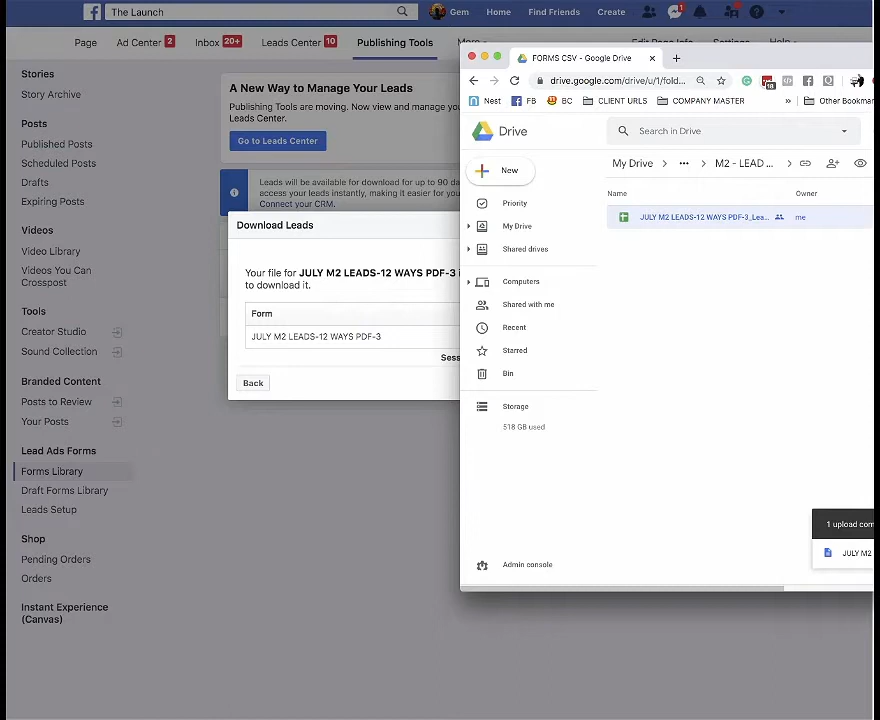 The Launch
Gem
Home
Find Friends
Create
1
Page
Ad Center 2
Inbox 20+
Leads Center 10
Publishing Tools
More
Edit Page Info
Settings
Help
Stories
Story Archive
Posts
Published Posts
Scheduled Posts
Drafts
Expiring Posts
Videos
Video Library
Videos You Can
Crosspost
Tools
Creator Studio
Sound Collection
Branded Content
Posts to Review
Your Posts
Lead Ads Forms
Forms Library
Draft Forms Library
Leads Setup
Shop
Pending Orders
Orders
Instant Experience
(Canvas)
A New Way to Manage Your Leads
Publishing Tools are moving. Now view and manage you
Leads Center.
Go to Leads Center
Leads will be available for download for up to 90 da
access your leads instantly, making it easier for you
Connect your CRM.
Download Leads
Your file for JULY M2 LEADS-12 WAYS PDF-3 i
to download it.
Form
JULY M2 LEADS-12 WAYS PDF-3
Sess
Back
FORMS CSV - Google Drive
drive.google.com/drive/u/1/fold...
18
Nest
FB
BC
CLIENT URLS
COMPANY MASTER
»
Other Bookmar
Drive
Search in Drive
New
My Drive
...
M2 - LEAD ...
Name
Owner
JULY M2 LEADS-12 WAYS PDF-3_Lea...
me
Priority
My Drive
Shared drives
Computers
Shared with me
Recent
Starred
Bin
Storage
518 GB used
Admin console
1 upload com
JULY M2